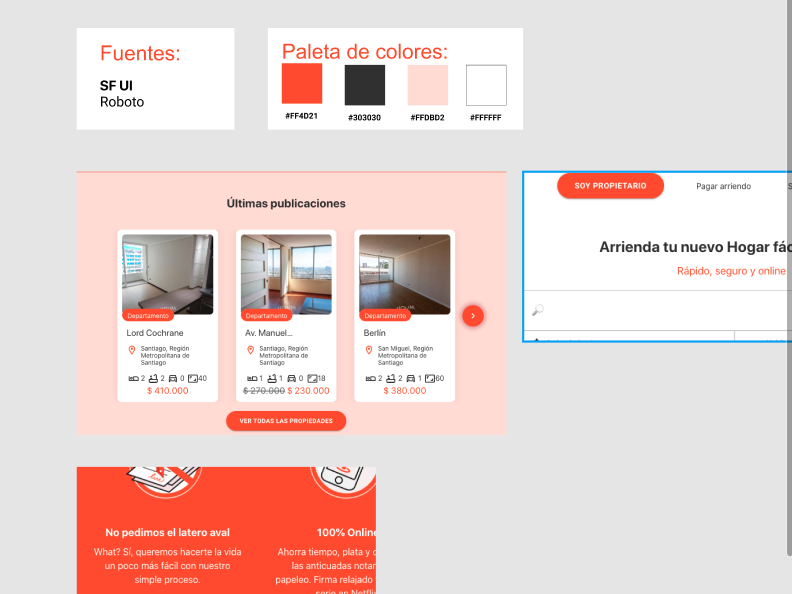 Fuentes:
SF UI
Roboto
Paleta de colores:
#FF4D21
#303030
#FFDBD2
#FFFFFF
Últimas publicaciones
Departamento
Lord Cochrane
Santiago, Región
Metropolitana de
Santiago
2 2 0 40
$ 410.000
Departamento
Av. Manuel...
Santiago, Región
Metropolitana de
Santiago
1 1 0 18
$ 270.000 $ 230.000
Departamento
Berlín
San Miguel, Región
Metropolitana de
Santiago
2 2 1 60
$ 380.000
VER TODAS LAS PROPIEDADES
SOY PROPIETARIO
Pagar arriendo
S
Arrienda tu nuevo Hogar fác
Rápido, seguro y online
No pedimos el latero aval
What? Sí, queremos hacerte la vida
un poco más fácil con nuestro
simple proceso.
100% Online
Ahorra tiempo, plata y
las anticuadas notar
papeleo. Firma relajado
serie en Netfli